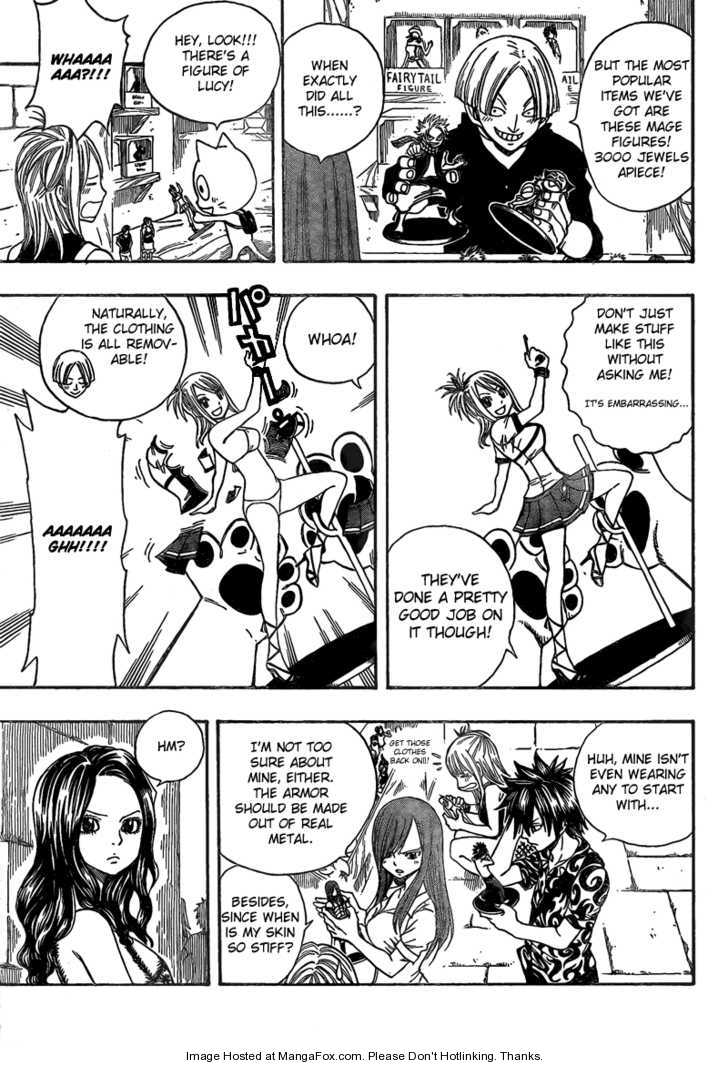 BUT THE MOST
POPULAR
ITEMS WE'VE
GOT ARE
THESE MAGE
FIGURES!
3000 JEWELS
APIECE!
FAIRYTAIL
FIGURE
AIL
E
WHEN
EXACTLY
DID ALL
THIS.......?
HEY, LOOK!!!
THERE'S A
FIGURE OF
LUCY!
WHAAAA
AAA?!!!
DON'T JUST
MAKE STUFF
LIKE THIS
WITHOUT
ASKING ME!
IT'S EMBARRASSING...
THEY'VE
DONE A PRETTY
GOOD JOB ON
IT THOUGH!
WHOA!
パカッ
NATURALLY,
THE CLOTHING
IS ALL REMOV-
ABLE!
AAAAAAA
GHH!!!!
HUH, MINE ISN'T
EVEN WEARING
ANY TO START
WITH...
GET THOSE
CLOTHES
BACK ON!!
I'M NOT TOO
SURE ABOUT
MINE, EITHER.
THE ARMOR
SHOULD BE MADE
OUT OF REAL
METAL.
BESIDES,
SINCE WHEN
IS MY SKIN
SO STIFF?
HM?
Image Hosted at MangaFox.com. Please Don't Hotlinking. Thanks.